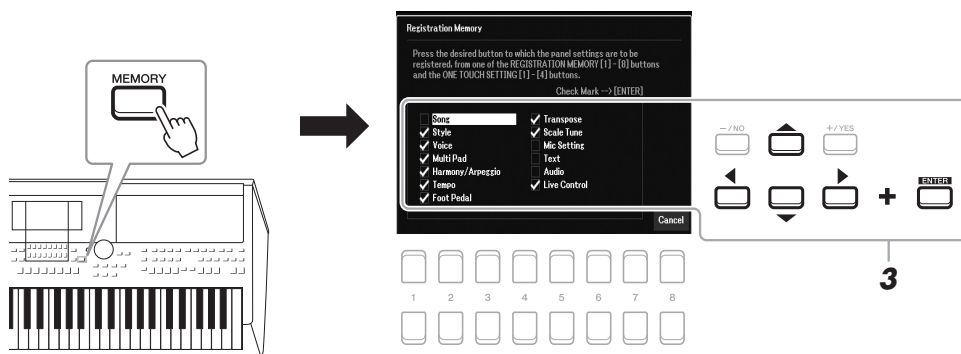 MEMORY
Registration Memory
Press the desired button to which the panel settings are to be
registered, from one of the REGISTRATION MEMORY [1] - [8] buttons
and the ONE TOUCH SETTING [1] - [4] buttons.
Check Mark --> [ENTER]
Song
Style
Voice
Multi Pad
Harmony/Arpeggio
Tempo
Foot Pedal
Transpose
Scale Tune
Mic Setting
Text
Audio
Live Control
Cancel
–/NO
+/YES
+
ENTER
3
1 2 3 4 5 6 7 8